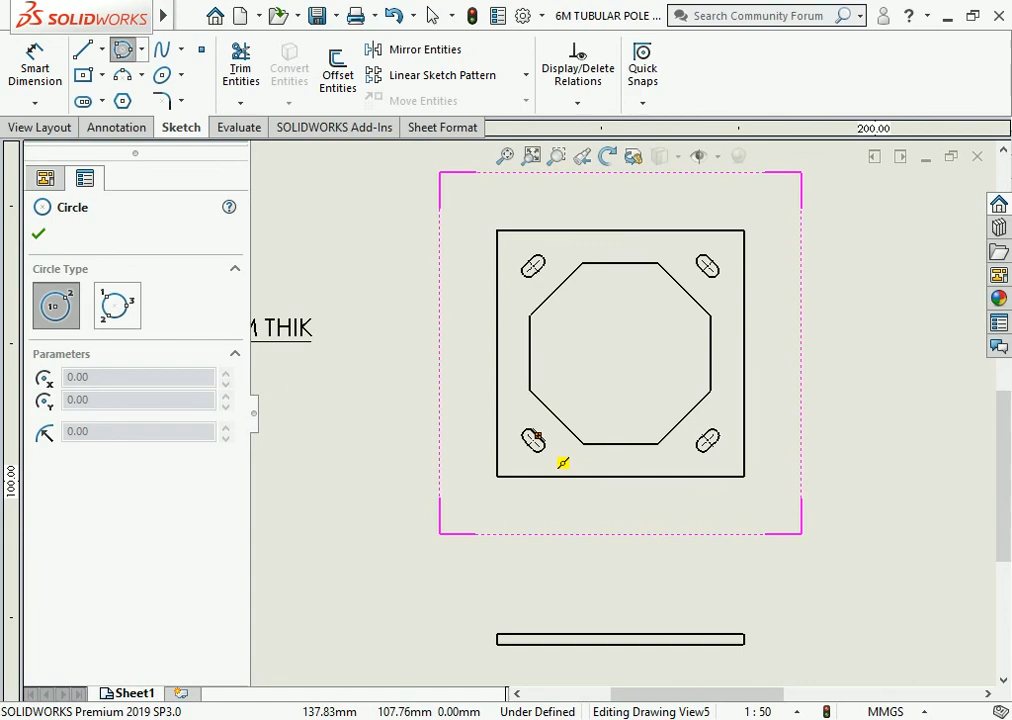 SOLIDWORKS
6M TUBULAR POLE ...
Search Community Forum
?
Smart Dimension
Trim Entities
Convert Entities
Offset Entities
Mirror Entities
Linear Sketch Pattern
Move Entities
Display/Delete Relations
Quick Snaps
View Layout
Annotation
Sketch
Evaluate
SOLIDWORKS Add-Ins
Sheet Format
200.00
Circle
?
Circle Type
Parameters
0.00
0.00
0.00
M THIK
100.00
Sheet1
SOLIDWORKS Premium 2019 SP3.0
137.83mm
107.76mm 0.00mm
Under Defined
Editing Drawing View5
1 : 50
MMGS